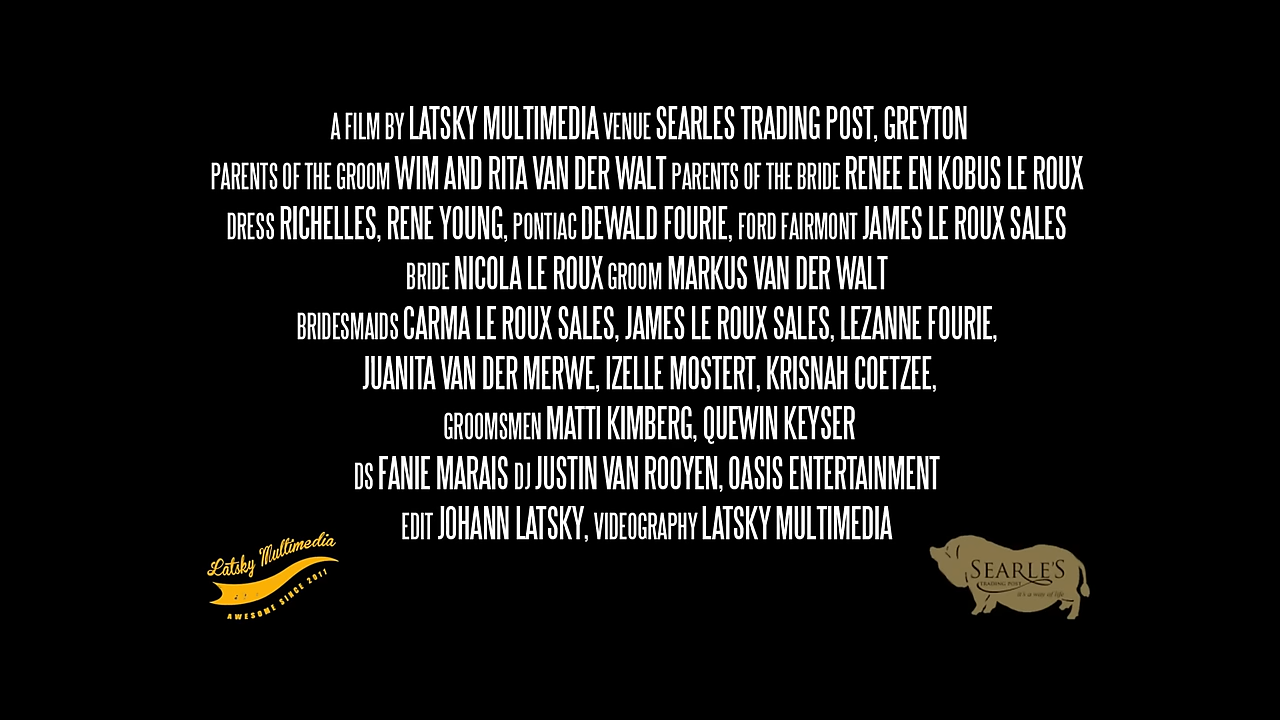 A FILM BY LATSKY MULTIMEDIA VENUE SEARLES TRADING POST, GREYTON
PARENTS OF THE GROOM WIM AND RITA VAN DER WALT PARENTS OF THE BRIDE RENEE EN KOBUS LE ROUX
DRESS RICHELLES, RENE YOUNG, PONTIAC DEWALD FOURIE, FORD FAIRMONT JAMES LE ROUX SALES
BRIDE NICOLA LE ROUX GROOM MARKUS VAN DER WALT
BRIDESMAIDS CARMA LE ROUX SALES, JAMES LE ROUX SALES, LEZANNE FOURIE,
JUANITA VAN DER MERWE, IZELLE MOSTERT, KRISNAH COETZEE,
GROOMSMEN MATTI KIMBERG, QUEWIN KEYSER
DS FANIE MARAIS DJ JUSTIN VAN ROOYEN, OASIS ENTERTAINMENT
EDIT JOHANN LATSKY, VIDEOGRAPHY LATSKY MULTIMEDIA
Latsky Multimedia
AWESOME SINCE 2011
SEARLE'S
TRADING POST
it's a way of life